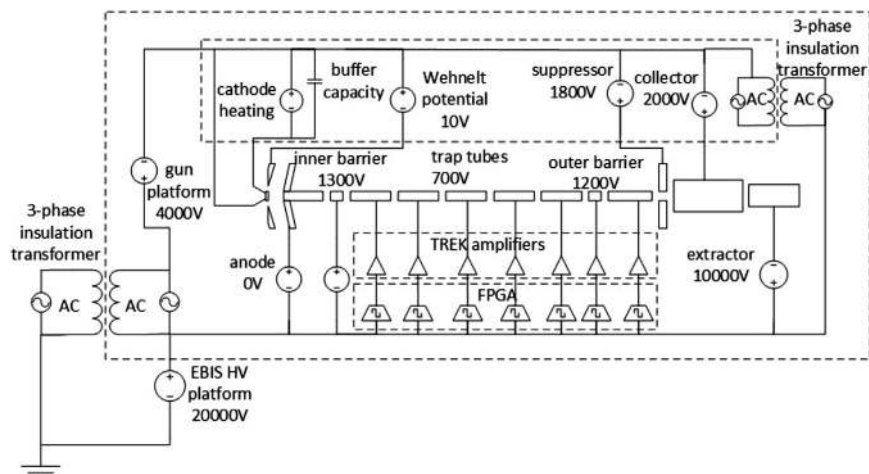 3-phase
insulation
transformer
buffer
capacity
cathode
heating
Wehnelt
potential
10V
suppressor
1800V
collector
2000V
AC
AC
gun
platform
4000V
inner barrier
1300V
trap tubes
700V
outer barrier
1200V
3-phase
insulation
transformer
TREK amplifiers
anode
0V
extractor
10000V
FPGA
AC
AC
EBIS HV
platform
20000V